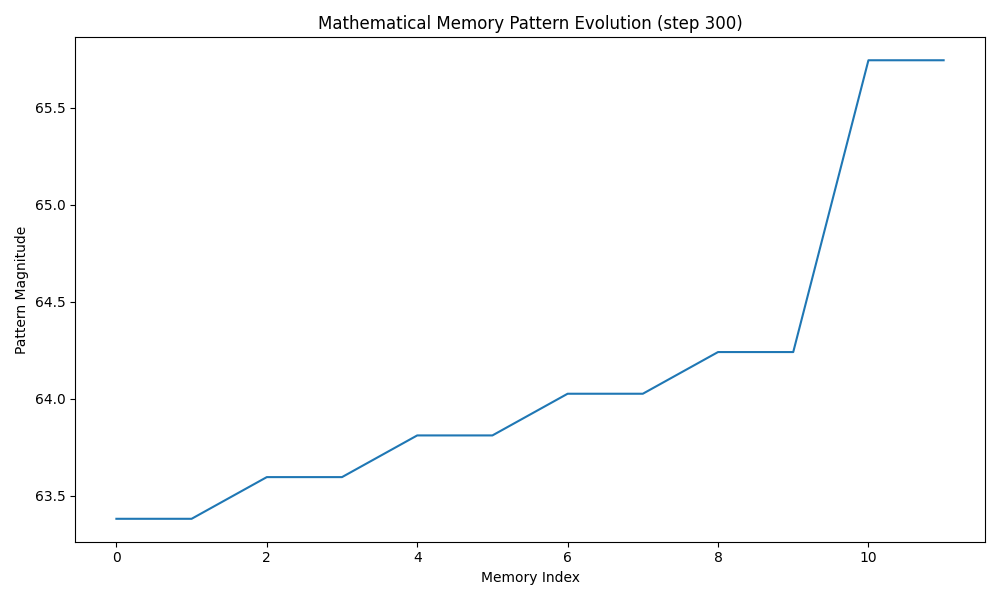 Mathematical Memory Pattern Evolution (step 300)
Pattern Magnitude
65.5
65.0
64.5
64.0
63.5
0 2 4 6 8 10
Memory Index